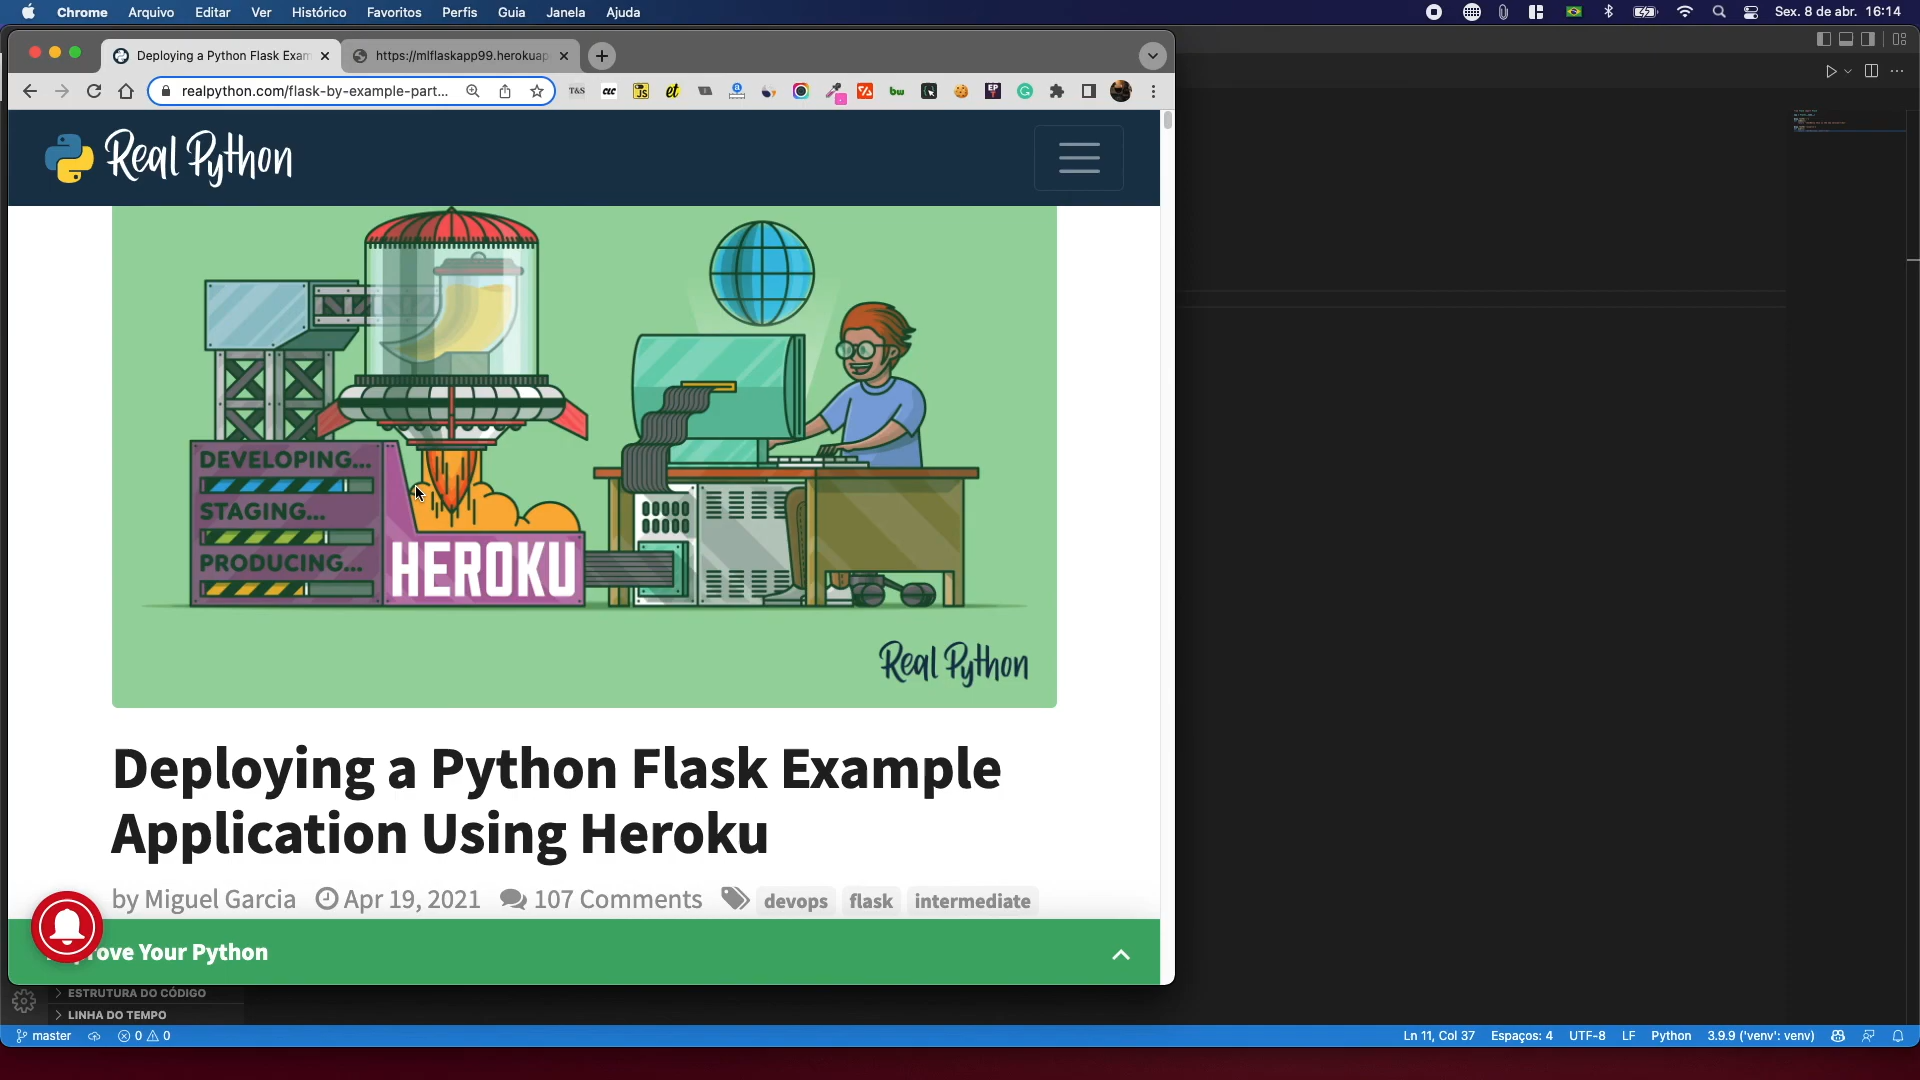 Chrome Arquivo Editar Ver Histórico Favoritos Perfis Guia Janela Ajuda Sex. 8 de abr. 16:14
Deploying a Python Flask Exam https://mlflaskapp99.herokuap
realpython.com/flask-by-example-part...
Real Python
DEVELOPING...
STAGING...
PRODUCING...
HEROKU
Real Python
Deploying a Python Flask Example
Application Using Heroku
by Miguel Garcia Apr 19, 2021 107 Comments devops flask intermediate
rove Your Python
ESTRUTURA DO CÓDIGO
LINHA DO TEMPO
master 0 0 Ln 11, Col 37 Espaços: 4 UTF-8 LF Python 3.9.9 ('venv': venv)